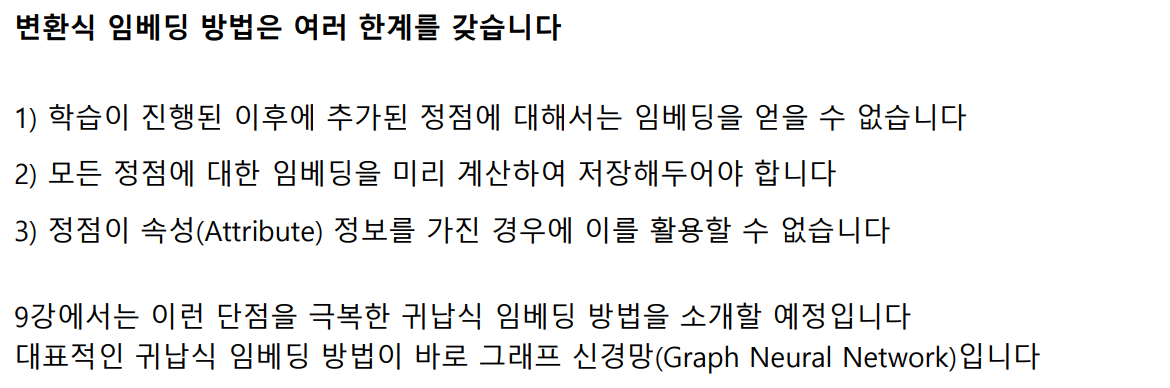 변환식 임베딩 방법은 여러 한계를 갖습니다
1) 학습이 진행된 이후에 추가된 정점에 대해서는 임베딩을 얻을 수 없습니다
2) 모든 정점에 대한 임베딩을 미리 계산하여 저장해두어야 합니다
3) 정점이 속성(Attribute) 정보를 가진 경우에 이를 활용할 수 없습니다
9강에서는 이런 단점을 극복한 귀납식 임베딩 방법을 소개할 예정입니다
대표적인 귀납식 임베딩 방법이 바로 그래프 신경망(Graph Neural Network)입니다